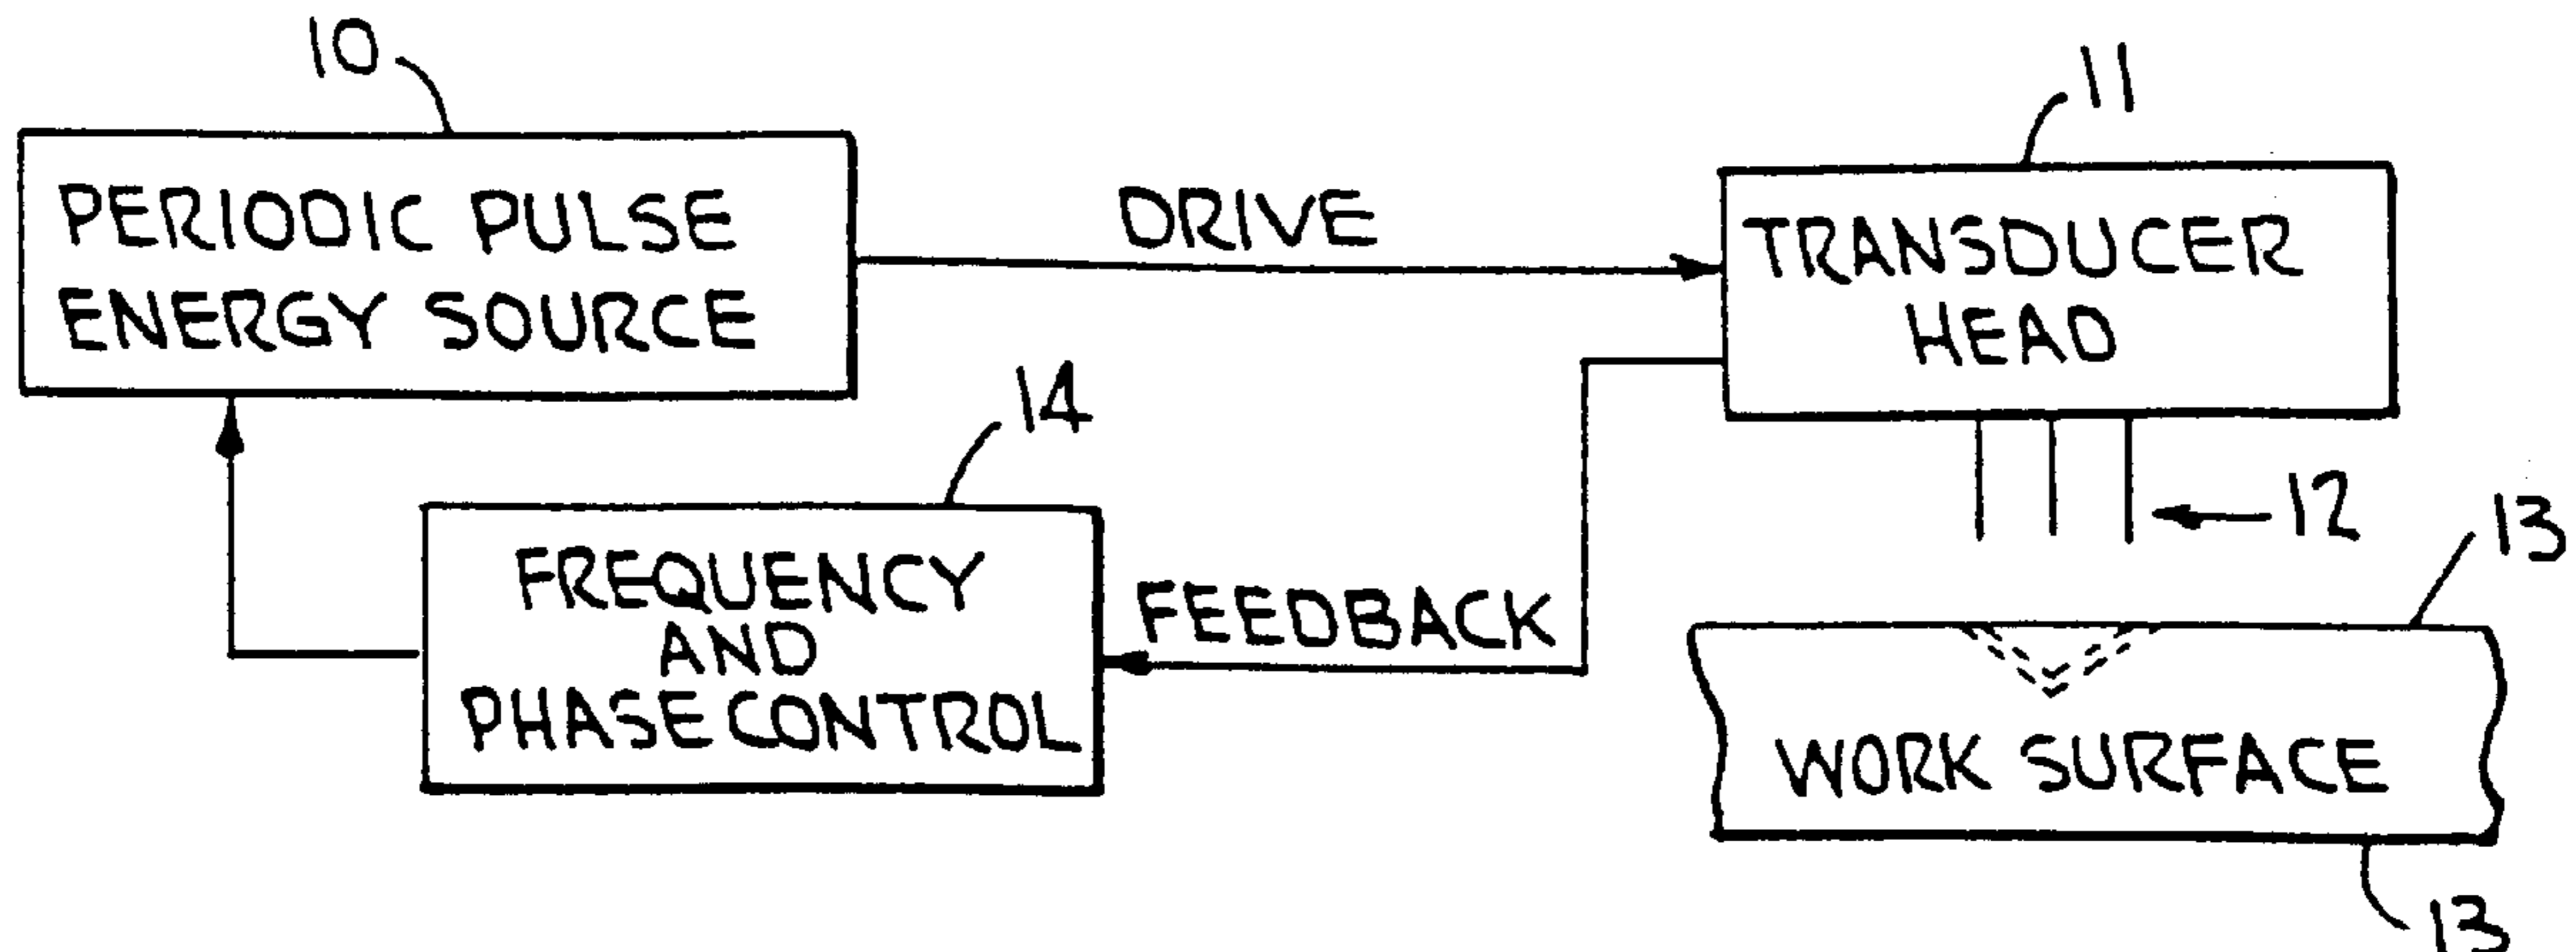 10
11
PERIODIC PULSE
ENERGY SOURCE
DRIVE
TRANSDUCER
HEAD
14
12
13
FREQUENCY
AND
PHASE CONTROL
FEEDBACK
WORK SURFACE
13